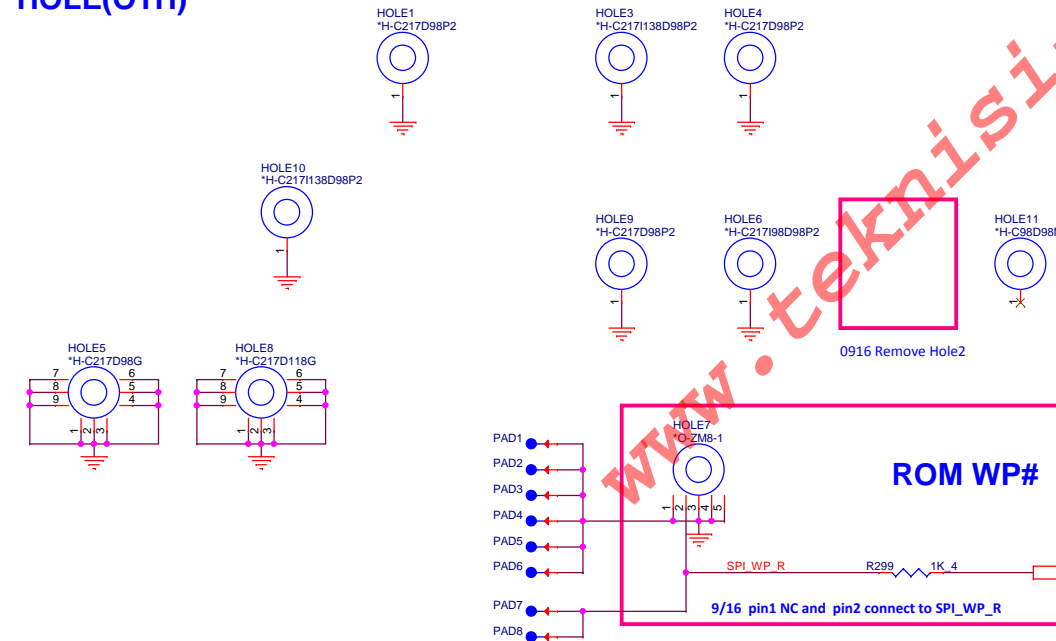 HOLE(OTH)
HOLE1
*H-C217D98P2
1
HOLE3
*H-C217I138D98P2
1
HOLE4
*H-C217D98P2
1
HOLE10
*H-C217I138D98P2
1
HOLE9
*H-C217D98P2
1
HOLE6
*H-C217I98D98P2
1
HOLE11
1
0916 Remove Hole2
HOLE5
*H-C217D98G
7 6
8 5
9 4
1 2 3
HOLE8
*H-C217D118G
7 6
8 5
9 4
1 2 3
HOLE7
*O-ZM8-1
1 2 3 4 5
ROM WP#
PAD1
PAD2
PAD3
PAD4
PAD5
PAD6
PAD7
PAD8
SPI_WP_R
R299 1K_4
9/16 pin1 NC and pin2 connect to SPI_WP_R
www.teknisi